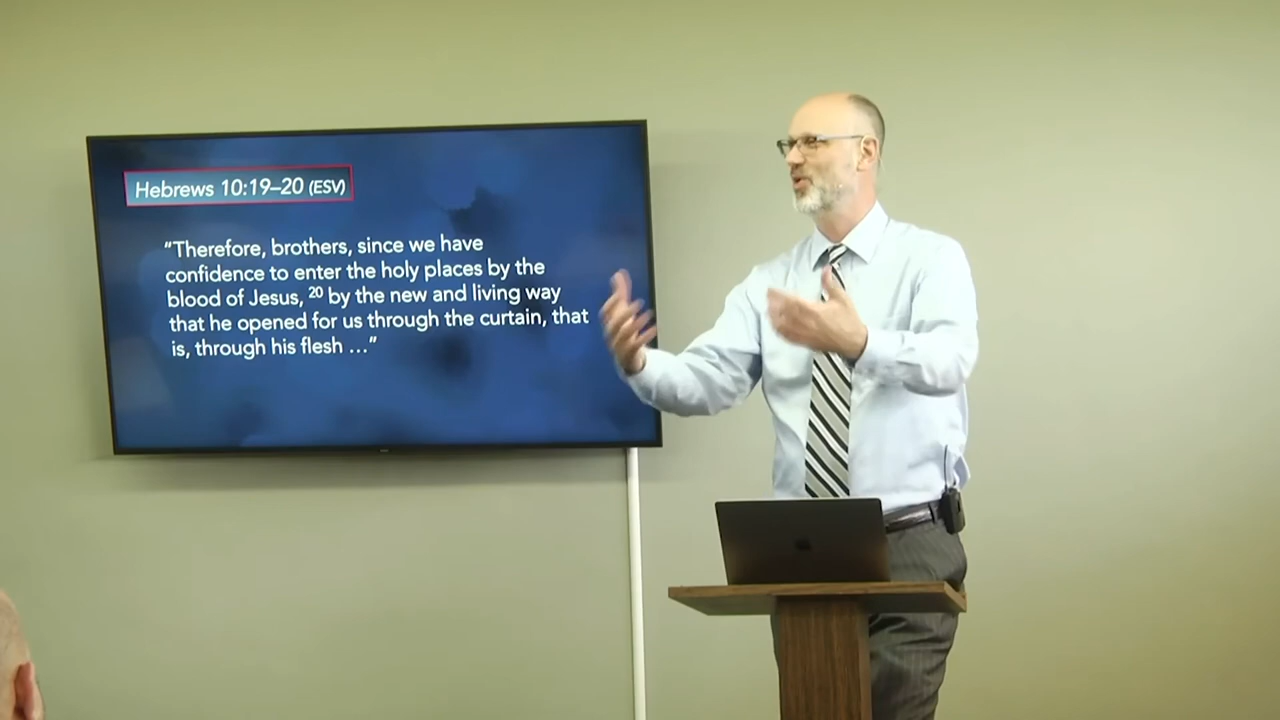 Hebrews 10:19–20 (ESV)
“Therefore, brothers, since we have
confidence to enter the holy places by the
blood of Jesus, ²⁰ by the new and living way
that he opened for us through the curtain, that
is, through his flesh …”